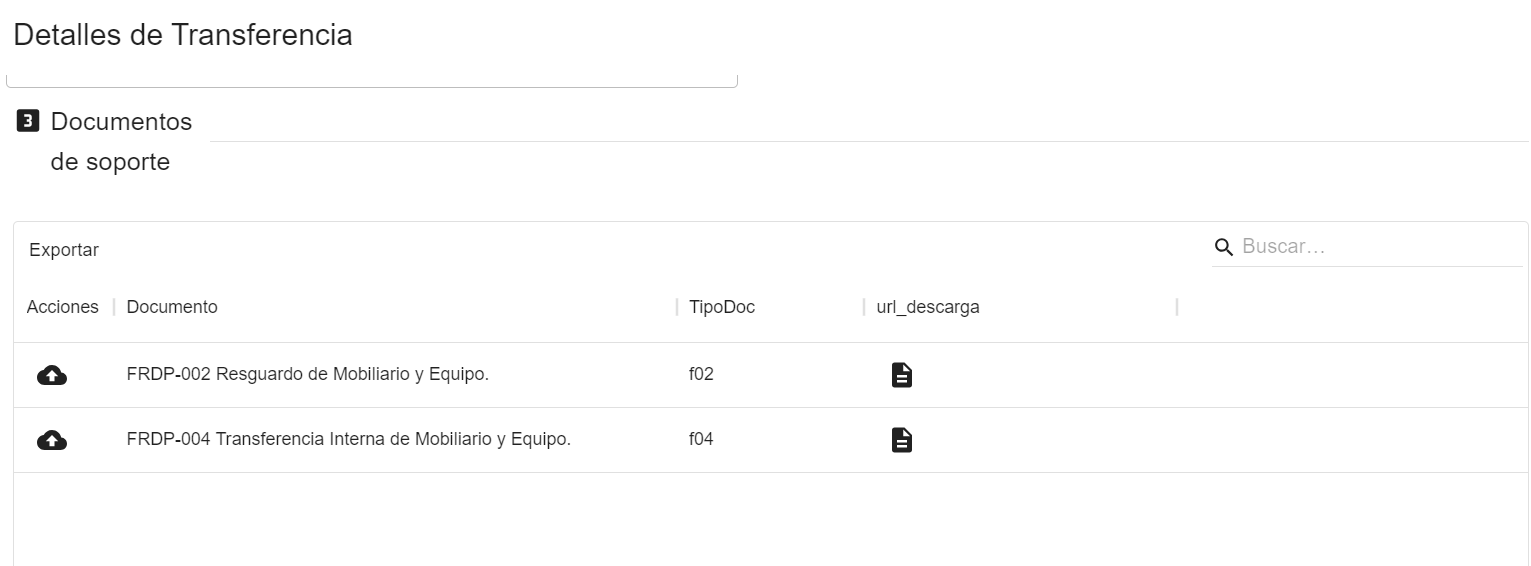 Detalles de Transferencia
3 Documentos
de soporte
Exportar
Buscar...
Acciones Documento TipoDoc url_descarga
FRDP-002 Resguardo de Mobiliario y Equipo. f02
FRDP-004 Transferencia Interna de Mobiliario y Equipo. f04